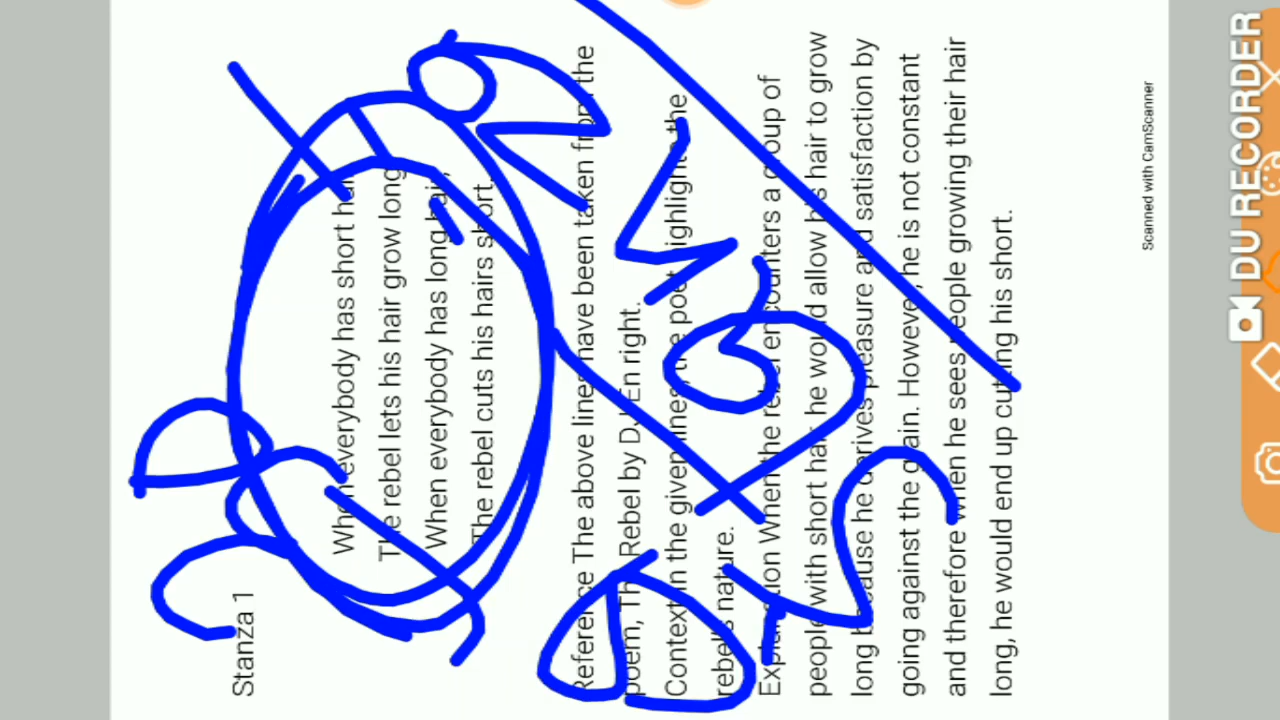 Stanza 1
When everybody has short hair
The rebel lets his hair grow long
When everybody has long hair,
The rebel cuts his hairs short.
Reference The above lines have been taken from the
poem, The Rebel by D.J En right.
Context in the given lines, the poet highlights the
rebel's nature.
Explanation When the rebel encounters a group of
people with short hair, he would allow his hair to grow
long because he derives pleasure and satisfaction by
going against the grain. However, he is not constant
and therefore when he sees people growing their hair
long, he would end up cutting his short.
Scanned with CamScanner
DU RECORDER